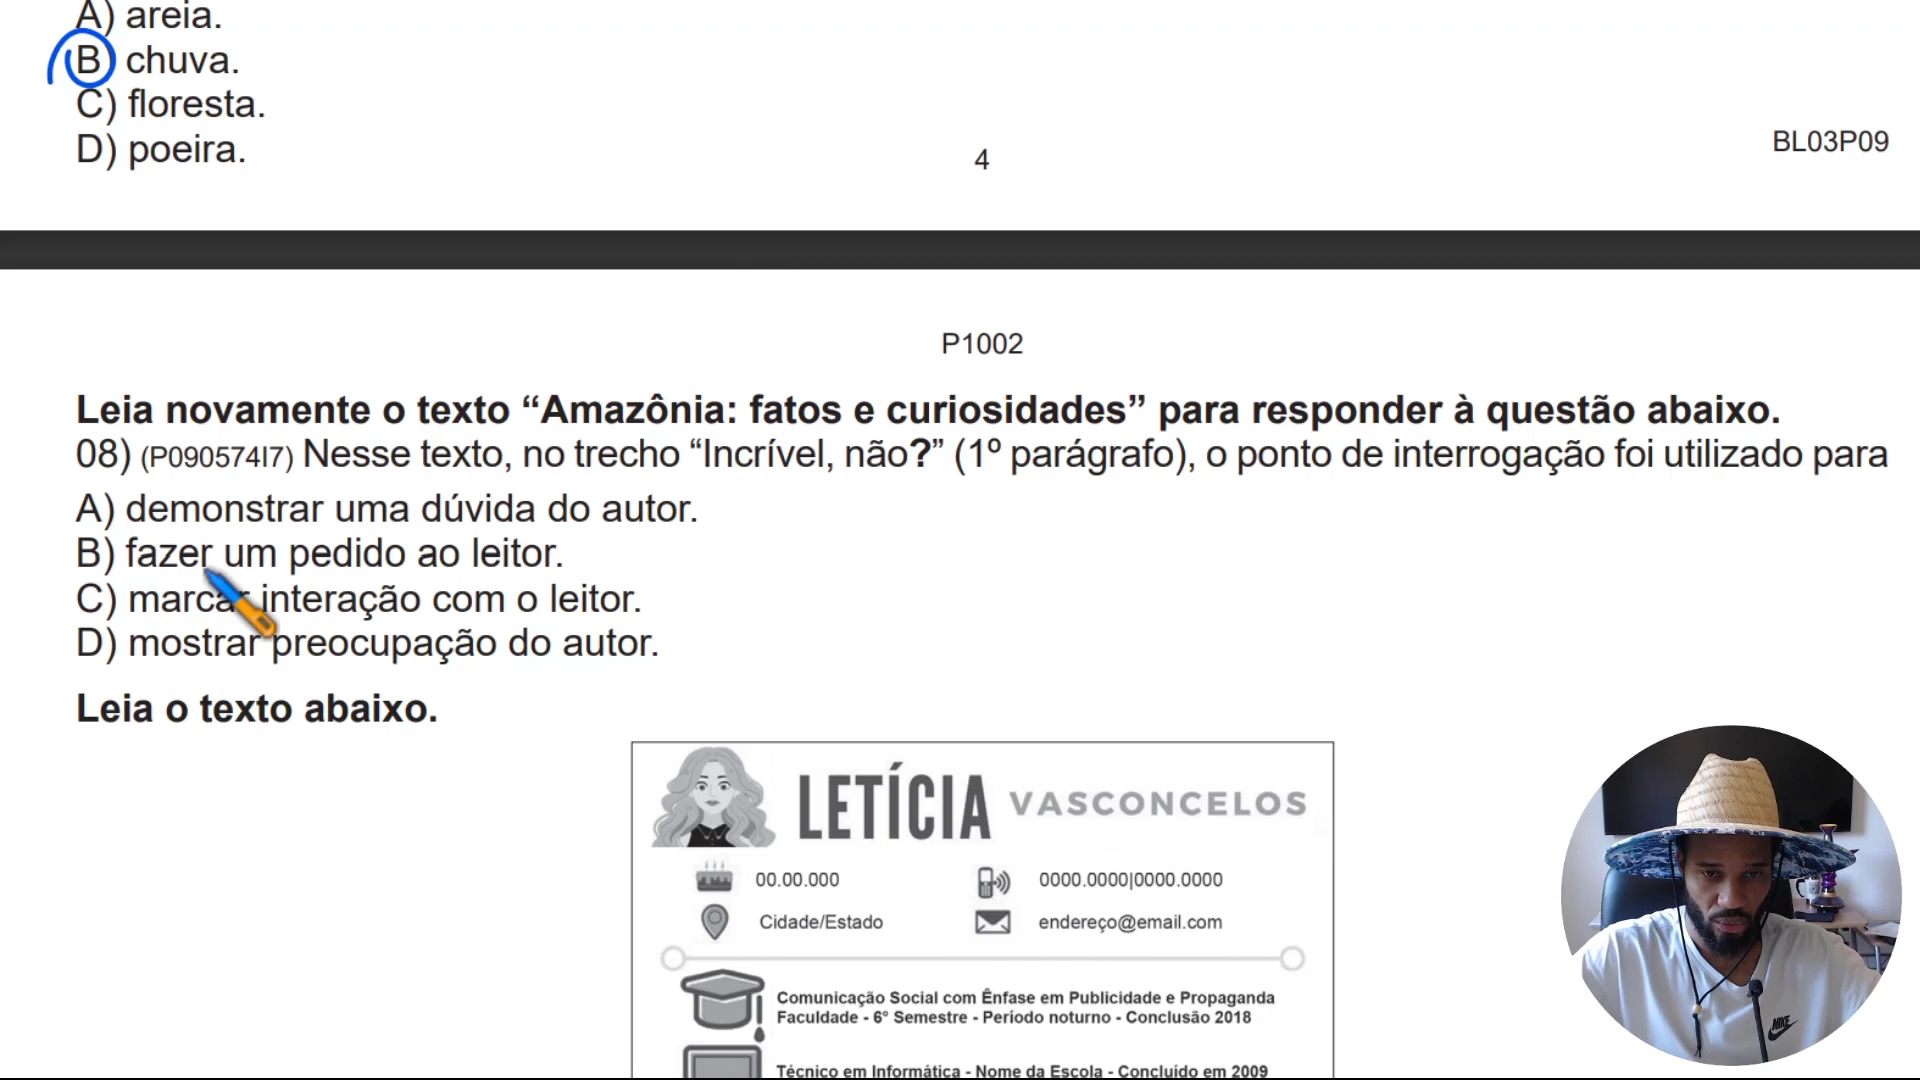 A) areia.
B) chuva.
C) floresta.
D) poeira.
4
BL03P09
P1002
Leia novamente o texto “Amazônia: fatos e curiosidades” para responder à questão abaixo.
08) (P090574I7) Nesse texto, no trecho “Incrível, não?” (1º parágrafo), o ponto de interrogação foi utilizado para
A) demonstrar uma dúvida do autor.
B) fazer um pedido ao leitor.
C) marcar interação com o leitor.
D) mostrar preocupação do autor.
Leia o texto abaixo.
LETÍCIA VASCONCELOS
00.00.000
0000.0000|0000.0000
Cidade/Estado
endereço@email.com
Comunicação Social com Ênfase em Publicidade e Propaganda
Faculdade - 6º Semestre - Período noturno - Conclusão 2018
Técnico em Informática - Nome da Escola - Concluído em 2009
NIKE